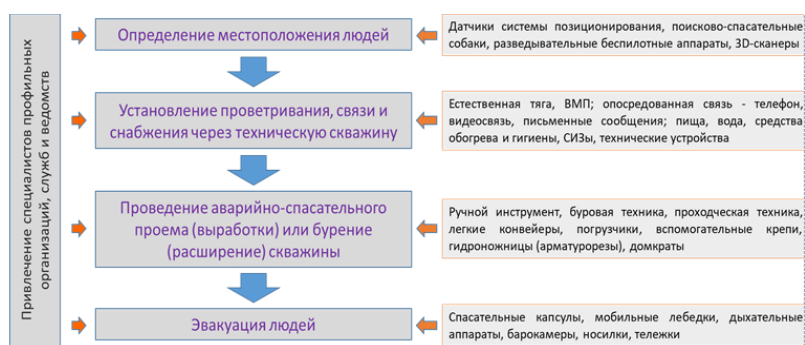 Привлечение специалистов профильных
организаций, служб и ведомств
Определение местоположения людей
Датчики системы позиционирования, поисково-спасательные
собаки, разведывательные беспилотные аппараты, 3D-сканеры
Установление проветривания, связи и
снабжения через техническую скважину
Естественная тяга, ВМП; опосредованная связь - телефон,
видеосвязь, письменные сообщения; пища, вода, средства
обогрева и гигиены, СИЗы, технические устройства
Проведение аварийно-спасательного
проема (выработки) или бурение
(расширение) скважины
Ручной инструмент, буровая техника, проходческая техника,
легкие конвейеры, погрузчики, вспомогательные крепи,
гидроножницы (арматурорезы), домкраты
Эвакуация людей
Спасательные капсулы, мобильные лебедки, дыхательные
аппараты, барокамеры, носилки, тележки